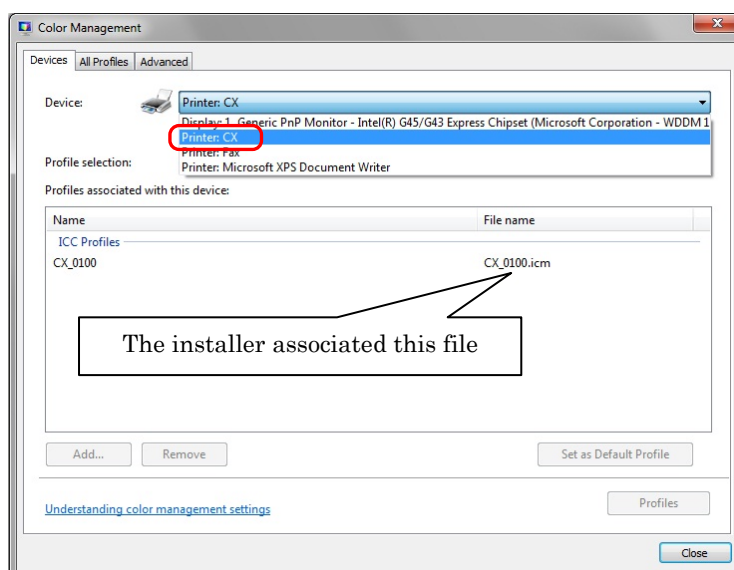 Color Management
Devices All Profiles Advanced
Device: Printer: CX
Display: 1. Generic PnP Monitor - Intel(R) G45/G43 Express Chipset (Microsoft Corporation - WDDM 1
Printer: CX
Printer: Fax
Profile selection:
Printer: Microsoft XPS Document Writer
Profiles associated with this device:
Name File name
ICC Profiles
CX_0100 CX_0100.icm
The installer associated this file
Add... Remove Set as Default Profile
Understanding color management settings Profiles
Close